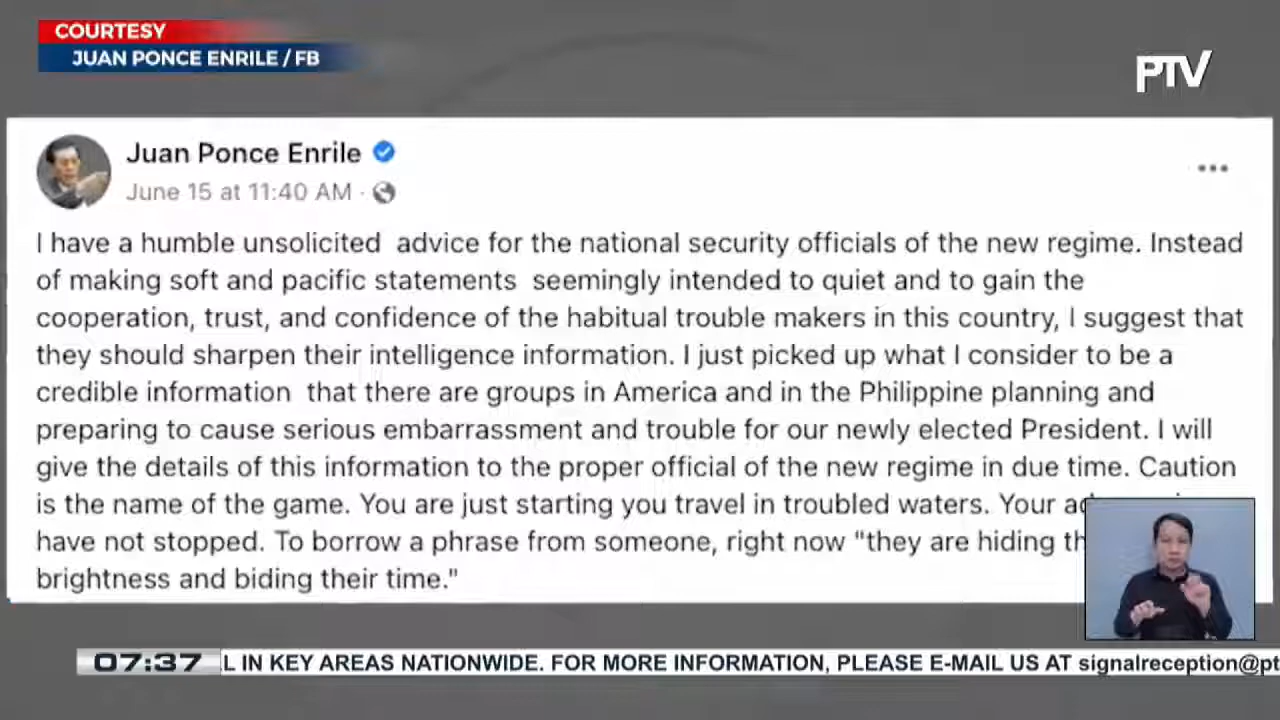 COURTESY
JUAN PONCE ENRILE / FB
PTV
Juan Ponce Enrile
June 15 at 11:40 AM ·
I have a humble unsolicited advice for the national security officials of the new regime. Instead
of making soft and pacific statements seemingly intended to quiet and to gain the
cooperation, trust, and confidence of the habitual trouble makers in this country, I suggest that
they should sharpen their intelligence information. I just picked up what I consider to be a
credible information that there are groups in America and in the Philippine planning and
preparing to cause serious embarrassment and trouble for our newly elected President. I will
give the details of this information to the proper official of the new regime in due time. Caution
is the name of the game. You are just starting you travel in troubled waters. Your
have not stopped. To borrow a phrase from someone, right now "they are hiding
brightness and biding their time."
07:37
L IN KEY AREAS NATIONWIDE. FOR MORE INFORMATION, PLEASE E-MAIL US AT signalreception@pt